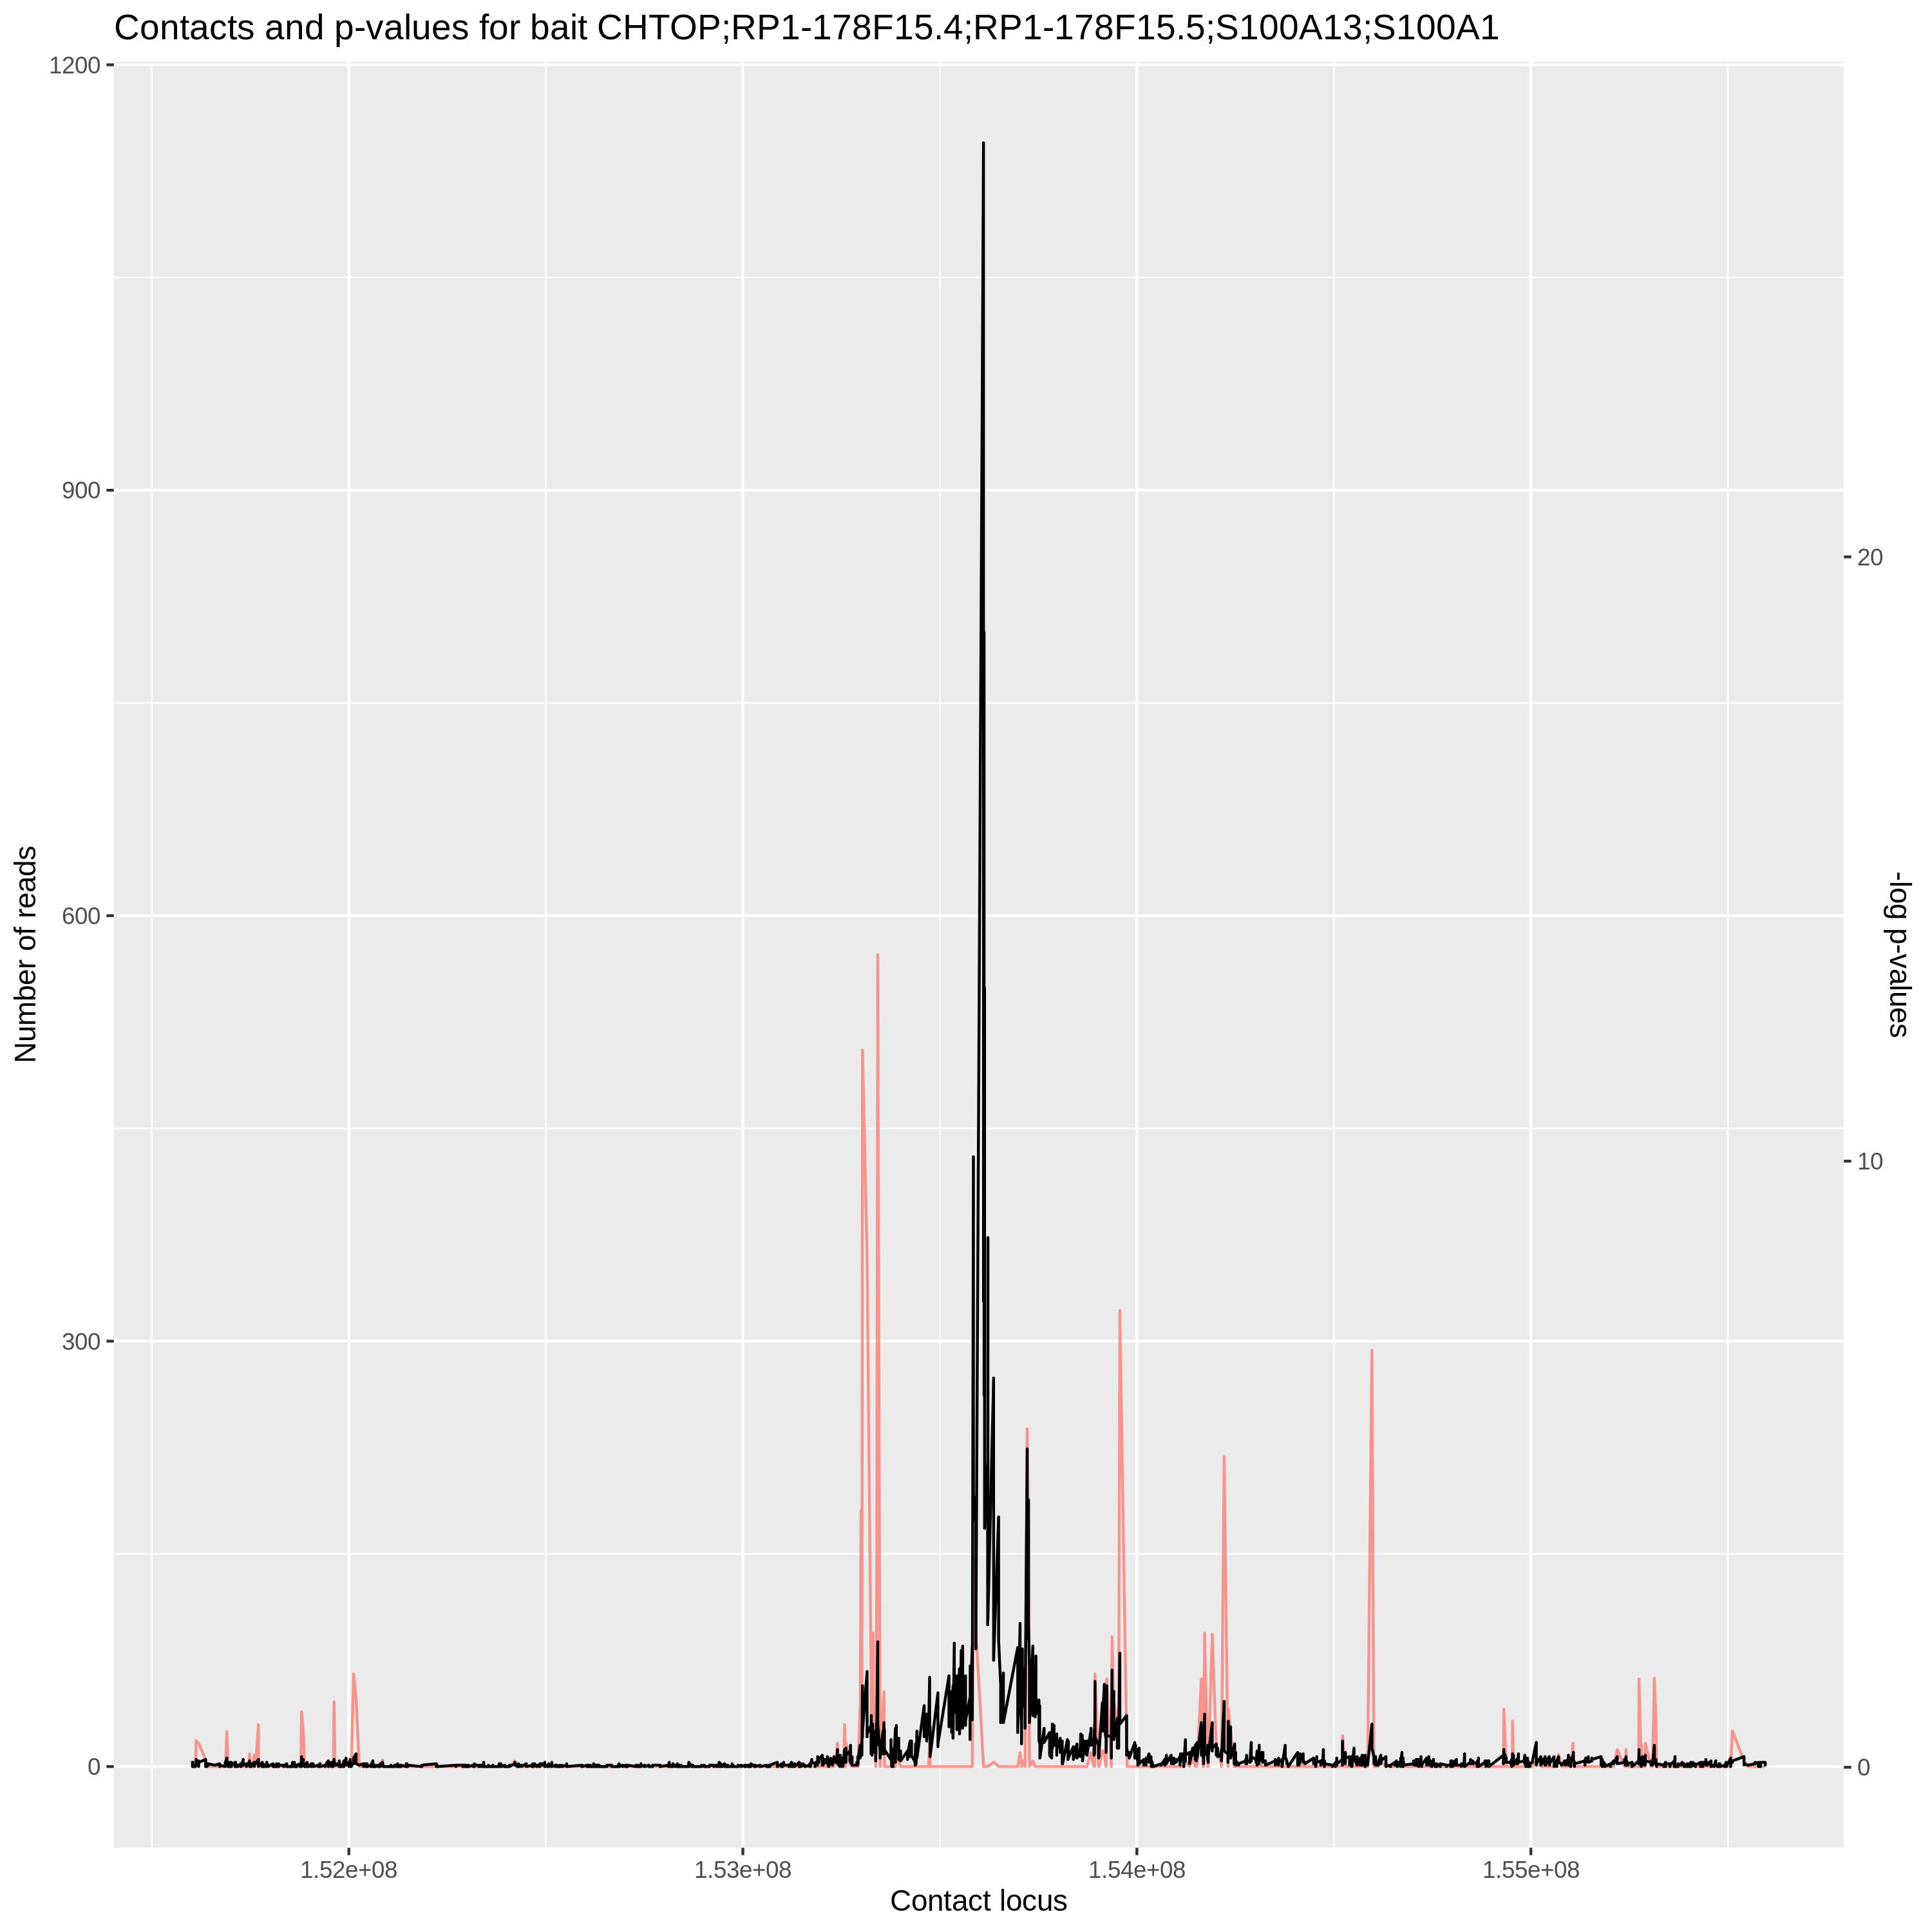 Contacts and p-values for bait CHTOP;RP1-178F15.4;RP1-178F15.5;S100A13;S100A1
1200
900
600
300
0
Number of reads
20
10
0
-log p-values
1.52e+08
1.53e+08
1.54e+08
1.55e+08
Contact locus